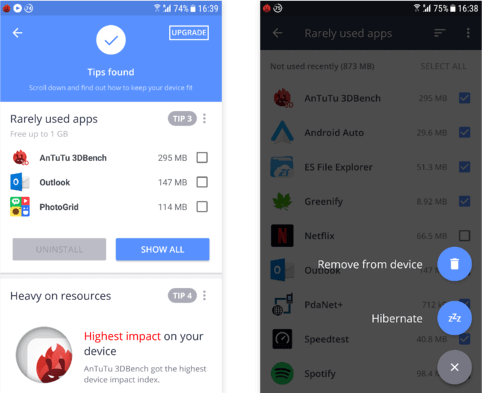 74% 16:39
UPGRADE
Tips found
Scroll down and find out how to keep your device fit
Rarely used apps
TIP 3
Free up to 1 GB
AnTuTu 3DBench
295 MB
Outlook
147 MB
PhotoGrid
114 MB
UNINSTALL
SHOW ALL
Heavy on resources
TIP 4
Highest impact on your
device
AnTuTu 3DBench got the highest
device impact index.
75% 16:38
Rarely used apps
Not used recently (873 MB)
SELECT ALL
AnTuTu 3DBench
295 MB
Android Auto
29.6 MB
ES File Explorer
51.3 MB
Greenify
8.92 MB
Netflix
66.5 MB
Remove from device
Outlook
147 M
PdaNet+
712
Hibernate
zZz
Speedtest
40.8 MB
Spotify
98.4